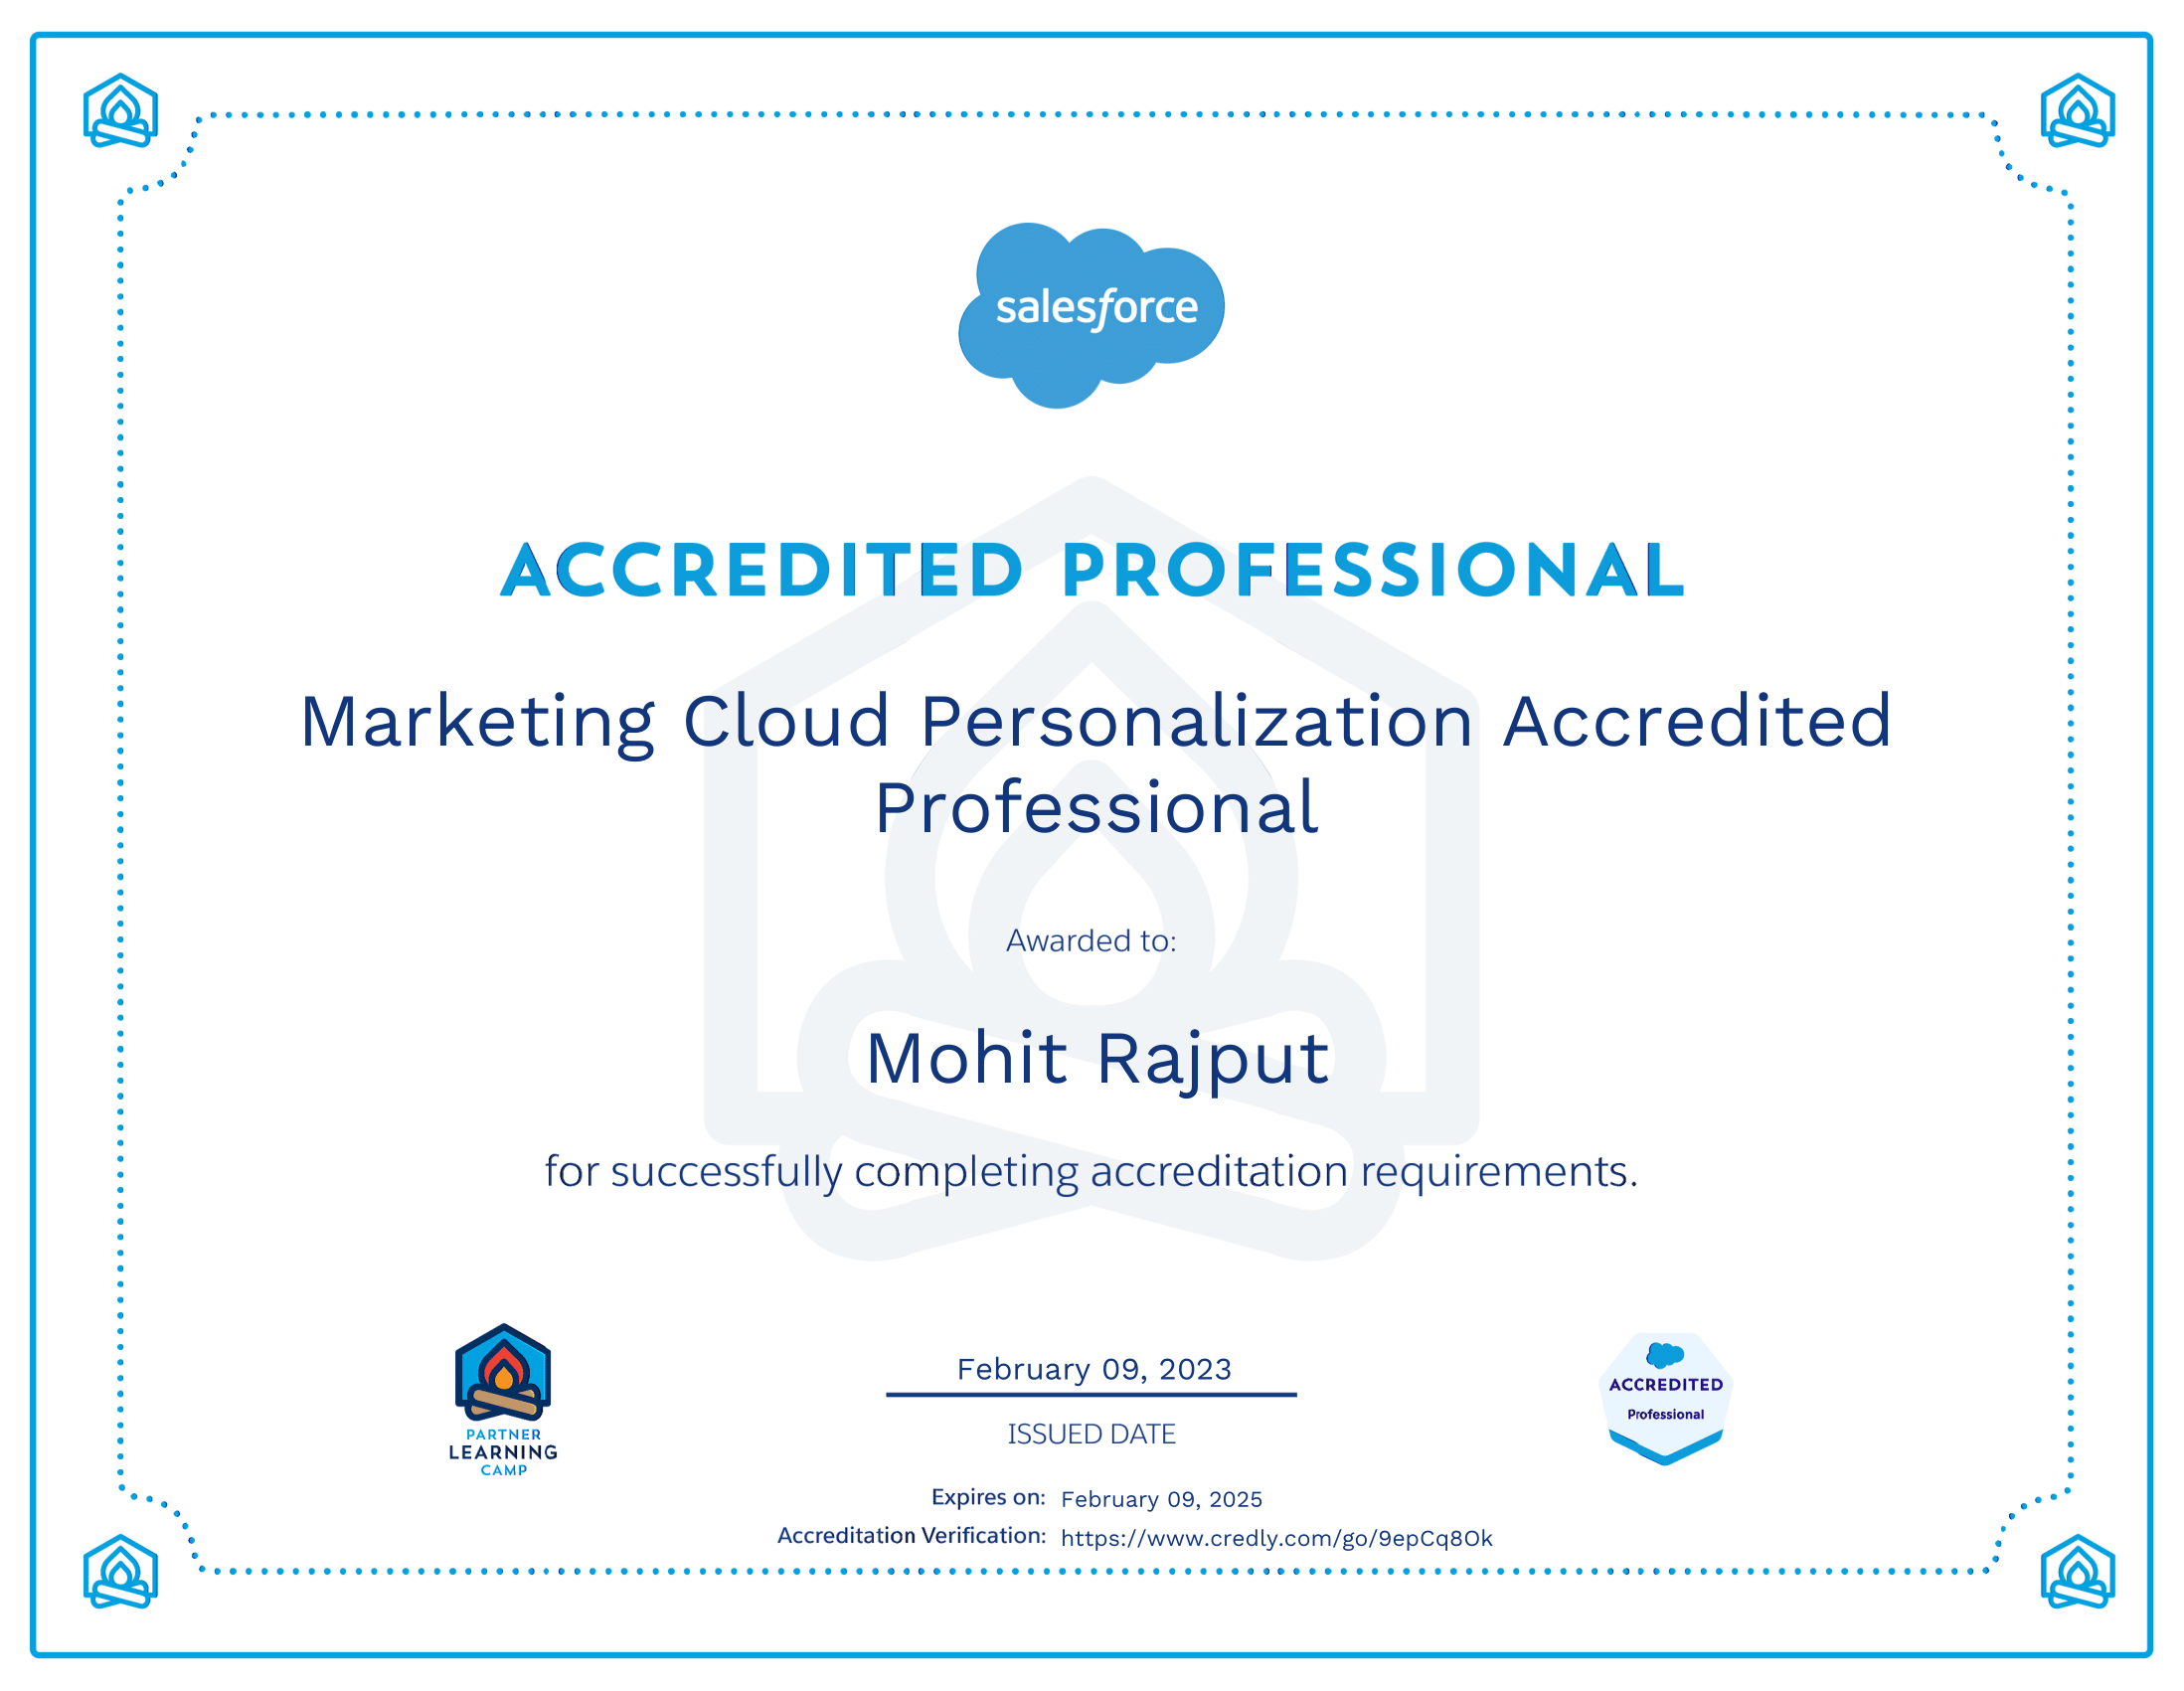 salesforce
ACCREDITED PROFESSIONAL
Marketing Cloud Personalization Accredited
Professional
Awarded to:
Mohit Rajput
for successfully completing accreditation requirements.
PARTNER
LEARNING
CAMP
February 09, 2023
ISSUED DATE
Expires on: February 09, 2025
Accreditation Verification: https://www.credly.com/go/9epCq8Ok
ACCREDITED
Professional